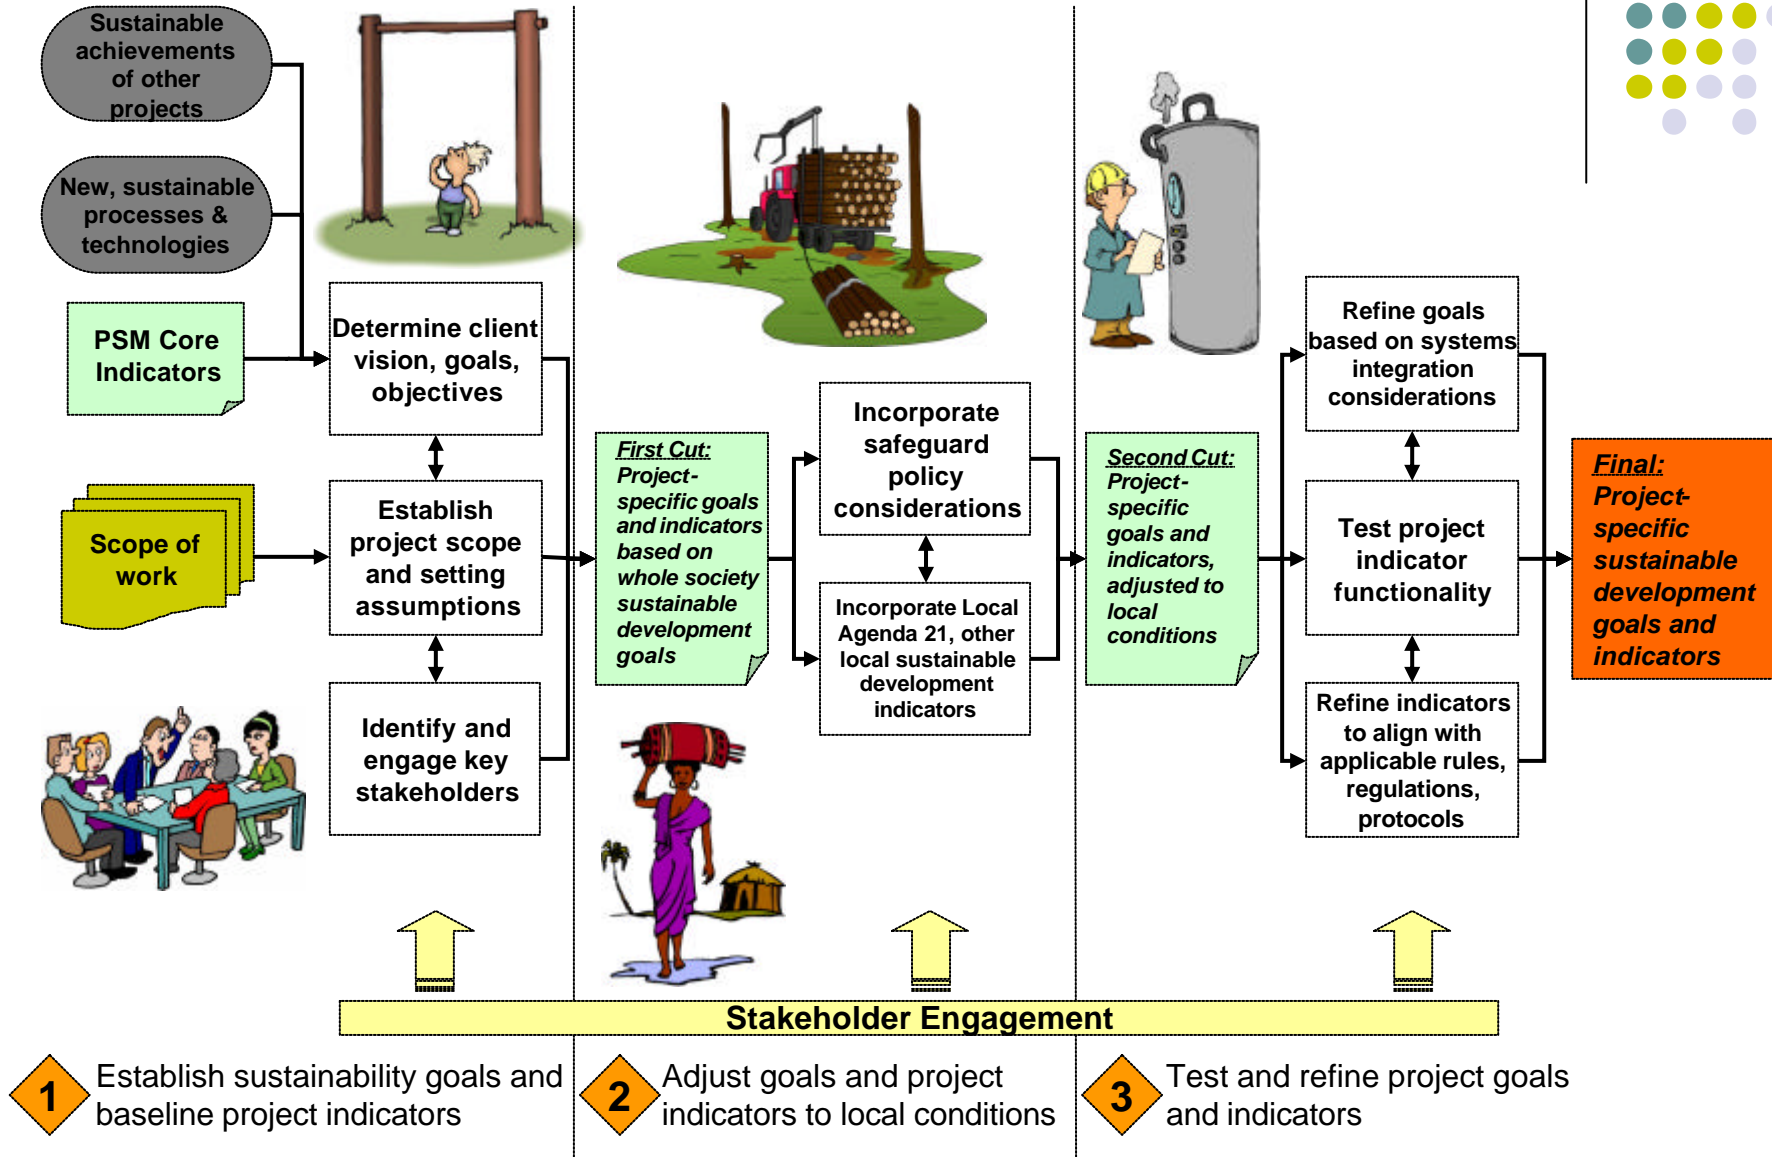 Sustainable
achievements
of other
projects
New, sustainable
processes &
technologies
PSM Core
Indicators
Scope of
work
Determine client
vision, goals,
objectives
Establish
project scope
and setting
assumptions
Identify and
engage key
stakeholders
First Cut:
Project-
specific goals
and indicators
based on
whole society
sustainable
development
goals
Incorporate
safeguard
policy
considerations
Incorporate Local
Agenda 21, other
local sustainable
development
indicators
Second Cut:
Project-
specific
goals and
indicators,
adjusted to
local
conditions
Refine goals
based on systems
integration
considerations
Test project
indicator
functionality
Refine indicators
to align with
applicable rules,
regulations,
protocols
Final:
Project-
specific
sustainable
development
goals and
indicators
Stakeholder Engagement
1
Establish sustainability goals and
baseline project indicators
2
Adjust goals and project
indicators to local conditions
3
Test and refine project goals
and indicators